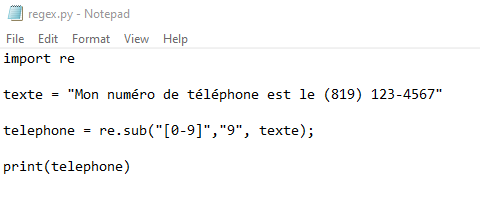 regex.py - Notepad
File Edit Format View Help
import re
texte = "Mon numéro de téléphone est le (819) 123-4567"
telephone = re.sub("[0-9]","9", texte);
print(telephone)